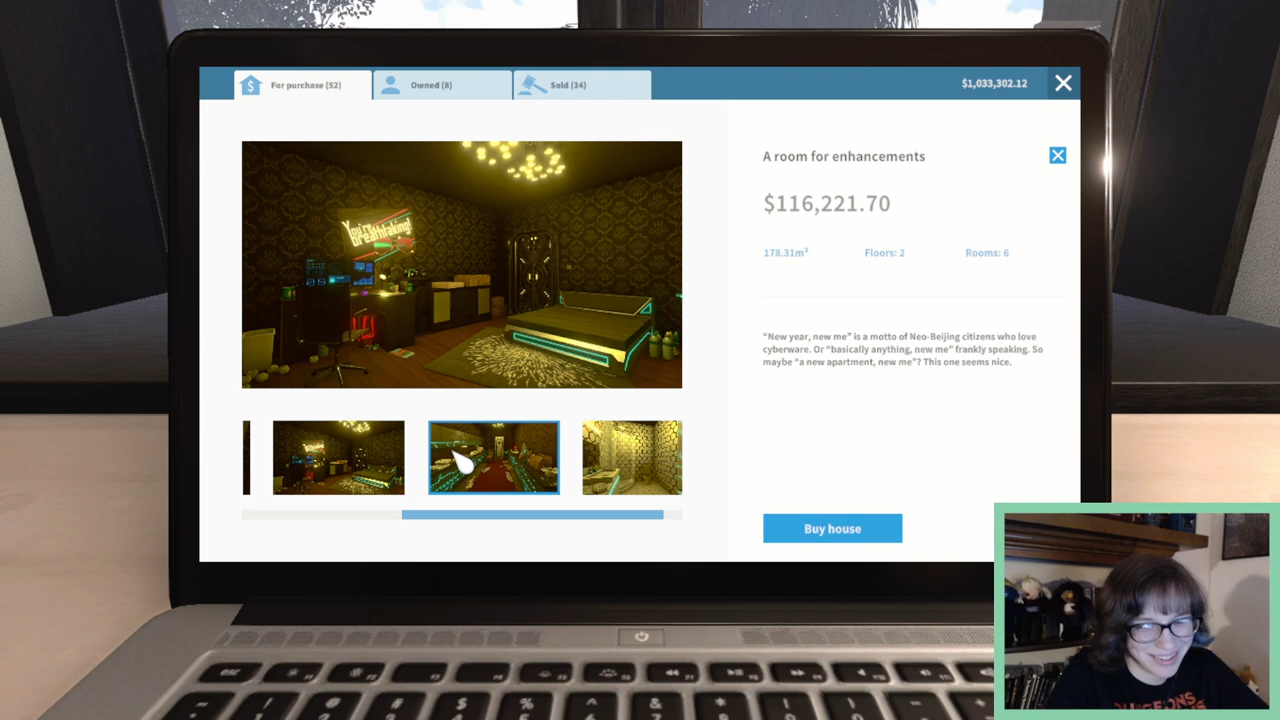 For purchase (52)
Owned (8)
Sold (34)
$1,033,302.12
A room for enhancements
$116,221.70
178.31m²
Floors: 2
Rooms: 6
"New year, new me" is a motto of Neo-Beijing citizens who love
cyberware. Or "basically anything, new me" frankly speaking. So
maybe "a new apartment, new me"? This one seems nice.
Buy house
You're
breathtaking!
esc